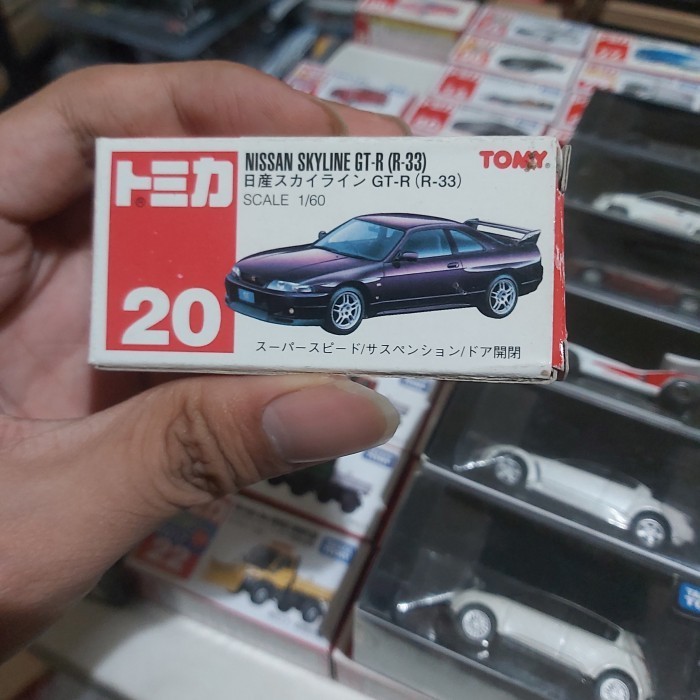 トミカ
20
NISSAN SKYLINE GT-R (R-33)
日産スカイライン GT-R (R-33)
SCALE 1/60
TOMY
スーパースピード/サスペンション/ドア開閉
22